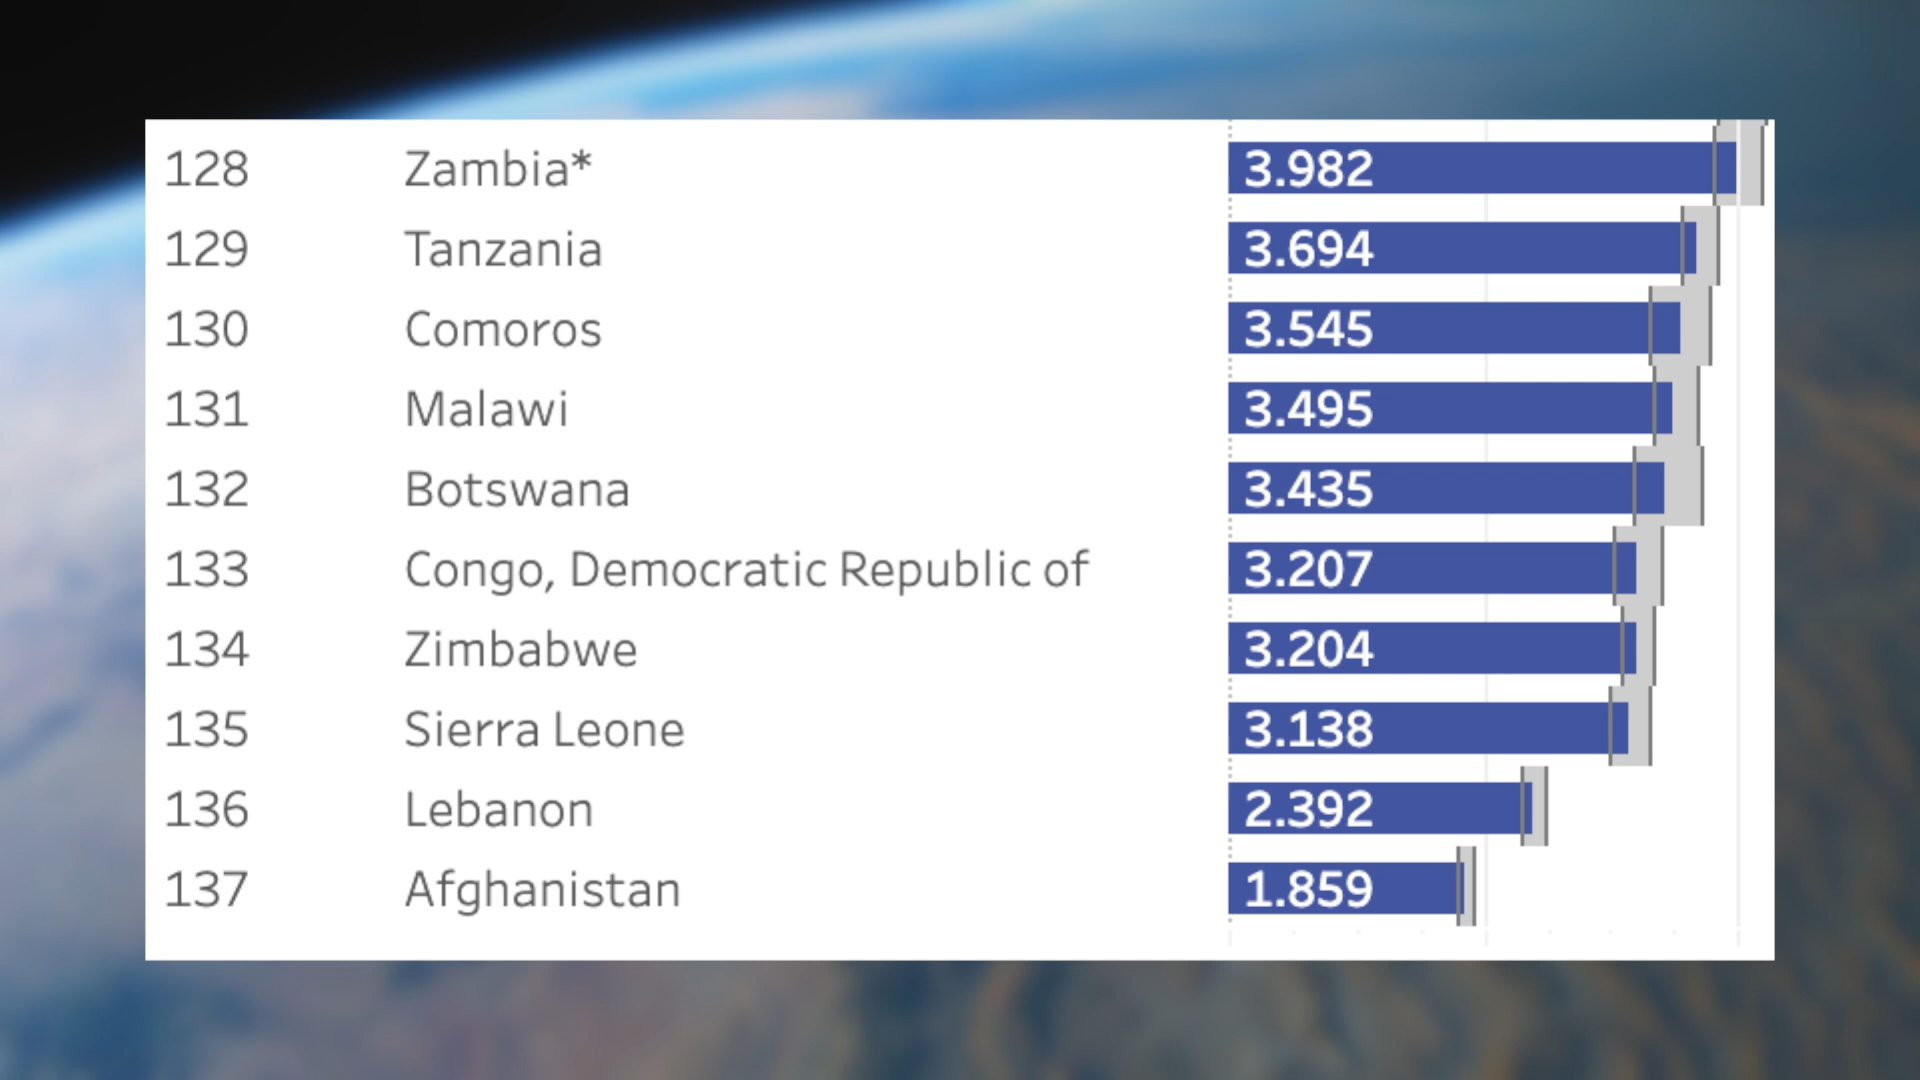 128 Zambia* 3.982
129 Tanzania 3.694
130 Comoros 3.545
131 Malawi 3.495
132 Botswana 3.435
133 Congo, Democratic Republic of 3.207
134 Zimbabwe 3.204
135 Sierra Leone 3.138
136 Lebanon 2.392
137 Afghanistan 1.859